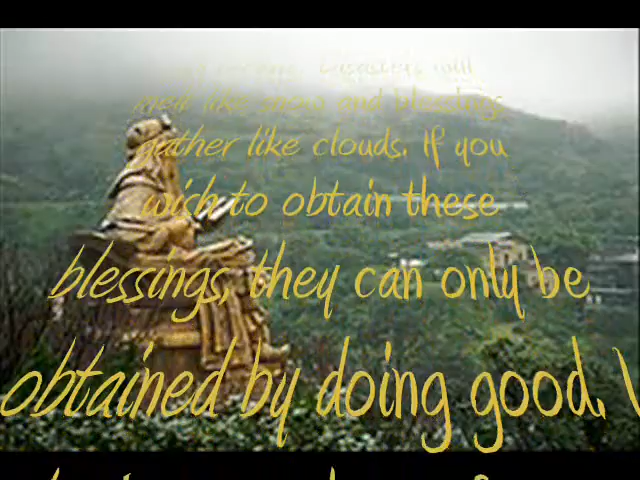 disasters will
melt like snow and blessings
gather like clouds. If you
wish to obtain these
blessings, they can only be
obtained by doing good. I